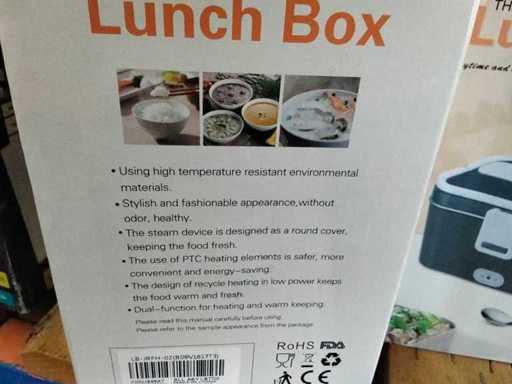 Lunch Box
TH
Lu
ytime and
• Using high temperature resistant environmental
materials.
• Stylish and fashionable appearance,without
odor, healthy.
• The steam device is designed as a round cover,
keeping the food fresh.
• The use of PTC heating elements is safer, more
convenient and energy-saving.
• The design of recycle heating in low power keeps
the food warm and fresh.
• Dual-function for heating and warm keeping.
Please read this manual carefully before using.
Please refer to the sample appearance from the package.
RoHS FDA
CE